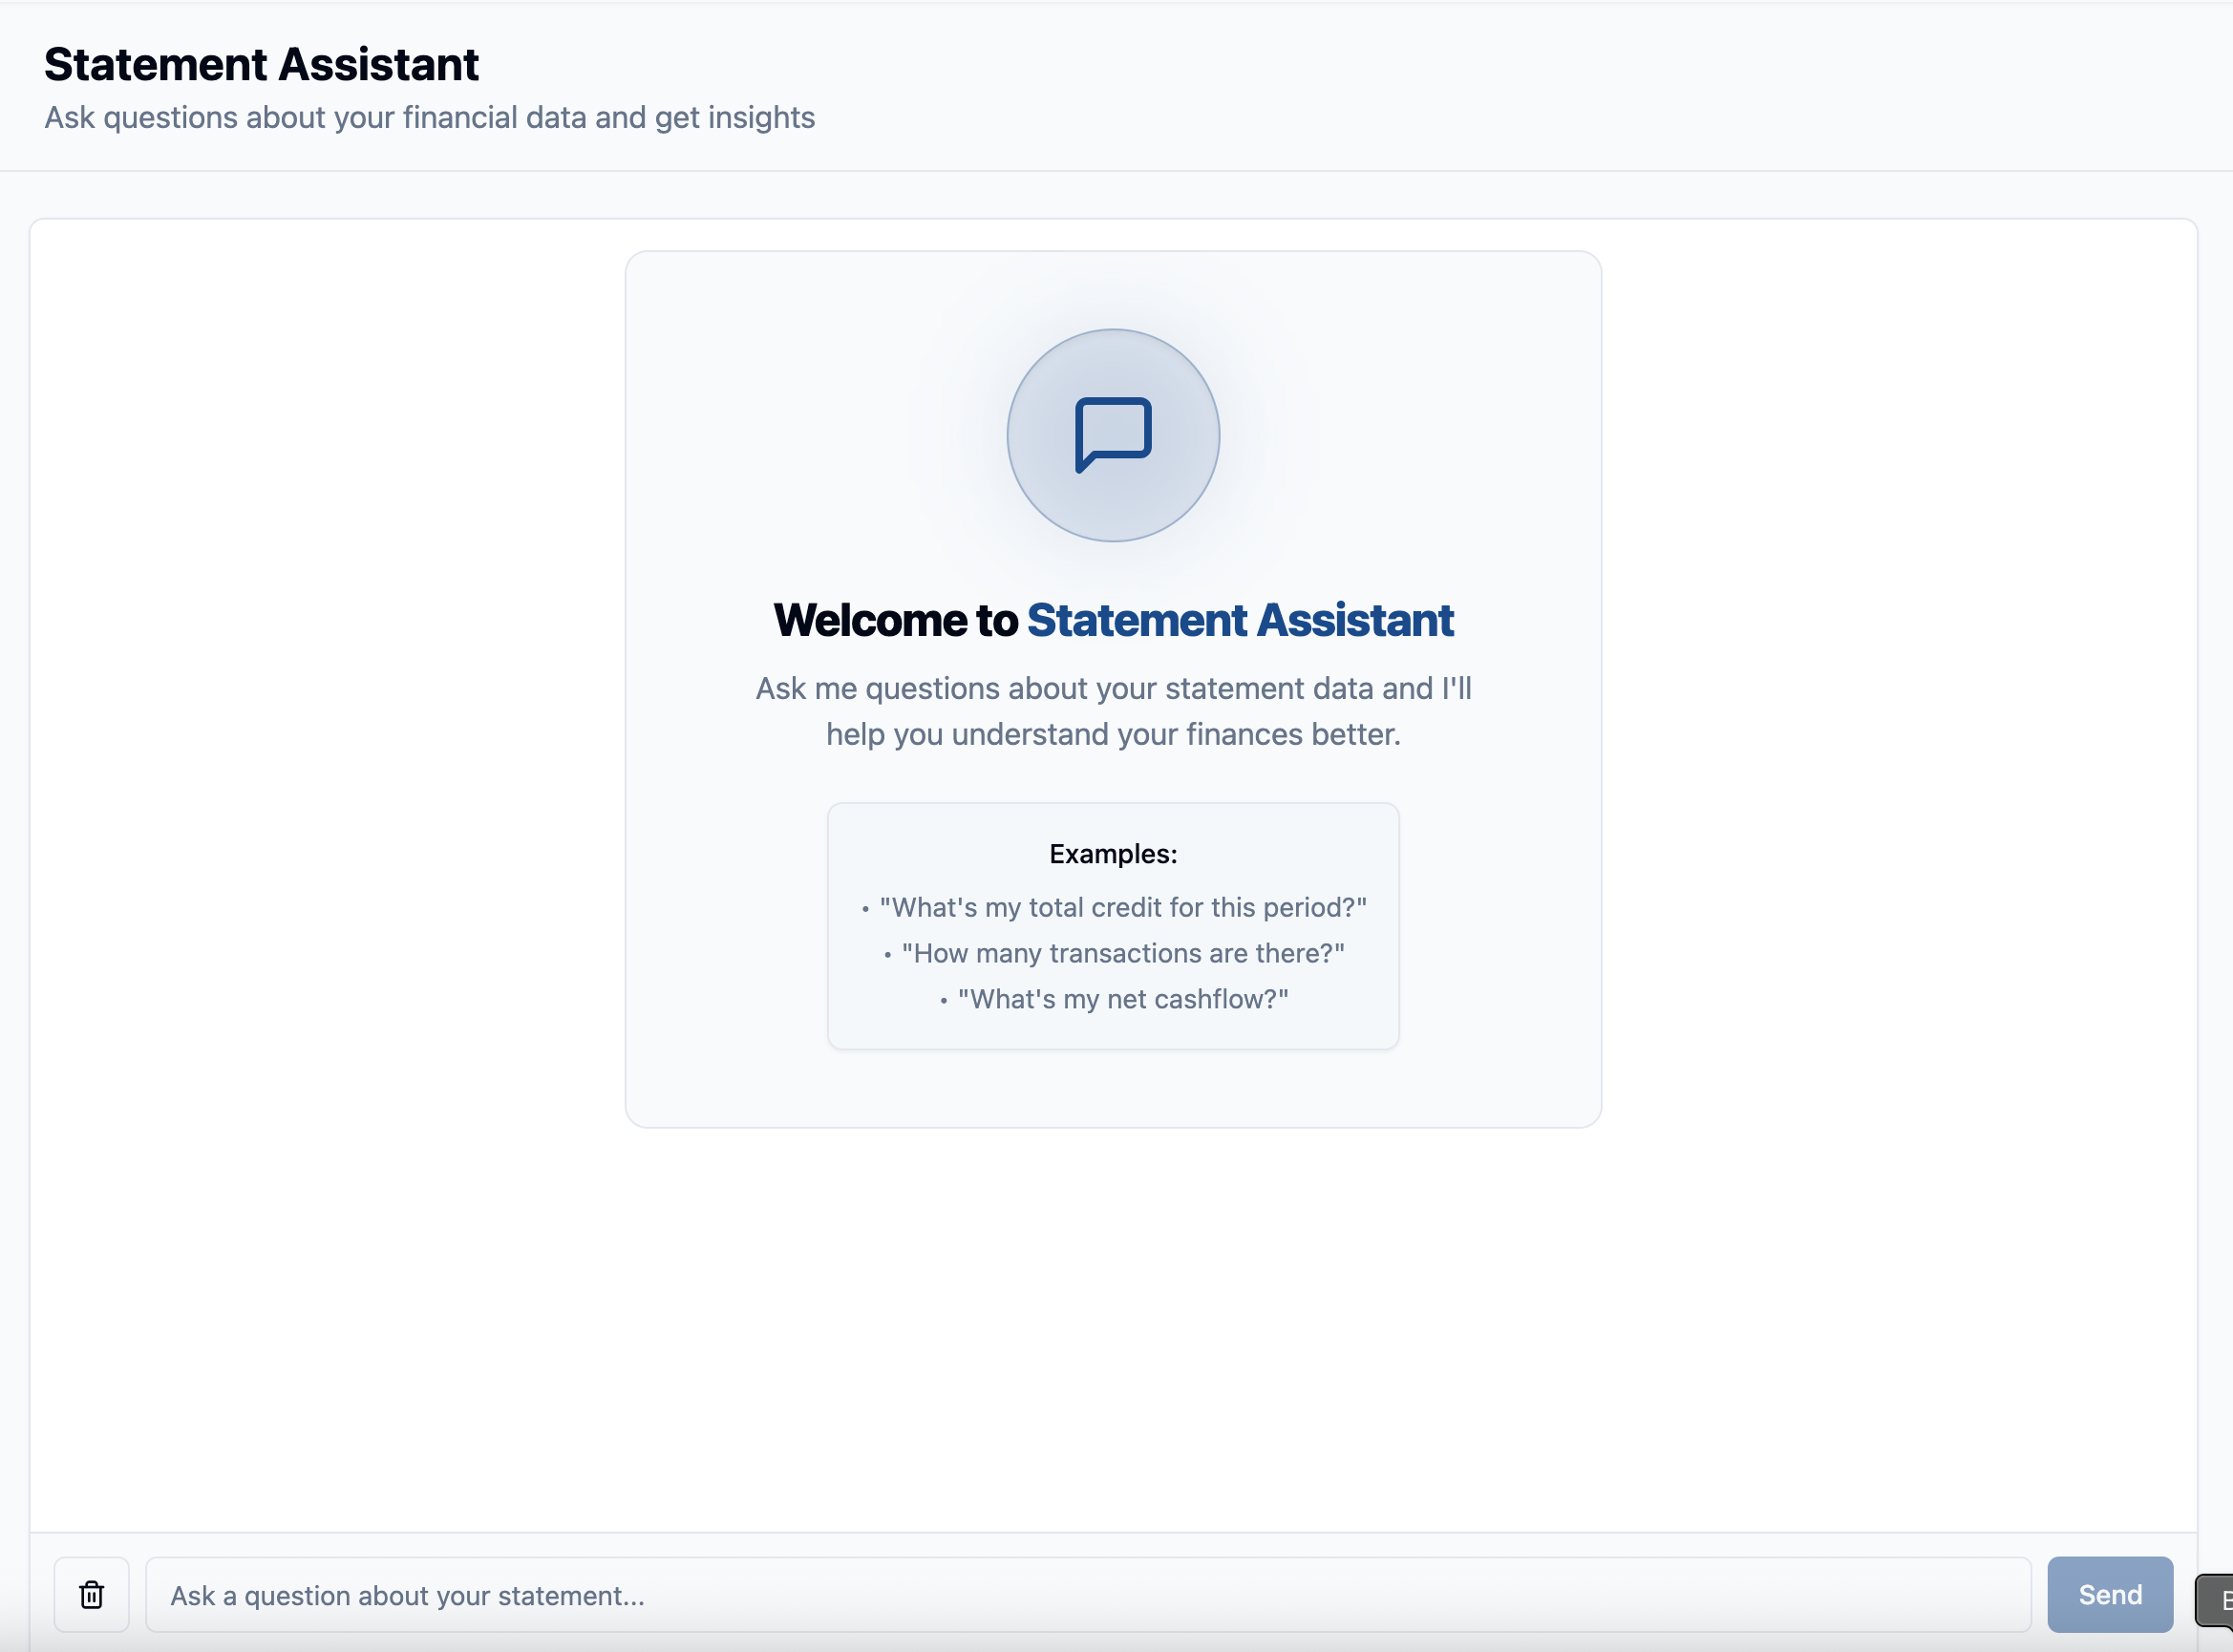 Statement Assistant
Ask questions about your financial data and get insights
Welcome to Statement Assistant
Ask me questions about your statement data and I'll
help you understand your finances better.
Examples:
• "What's my total credit for this period?"
• "How many transactions are there?"
• "What's my net cashflow?"
Ask a question about your statement...
Send